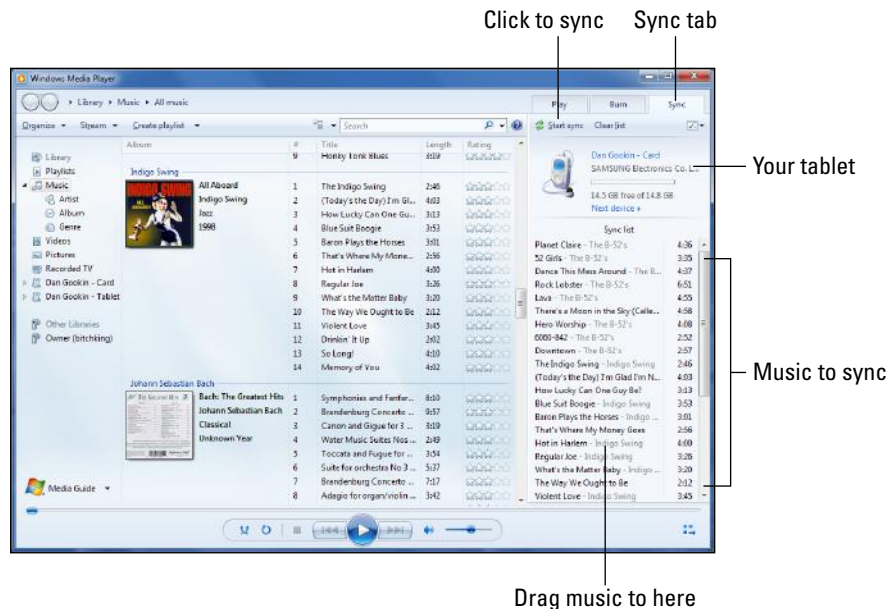 Click to sync
Sync tab
Windows Media Player
Library ▸ Music ▸ All music
Play
Burn
Sync
Organize
Stream
Create playlist
Search
Start sync
Clear list
Album
#
Title
Length
Rating
Library
Playlists
Music
Artist
Album
Genre
Videos
Pictures
Recorded TV
Dan Gookin - Card
Dan Gookin - Tablet
Other Libraries
Owner (bitchking)
Media Guide
9 Honky Tonk Blues 3:19
Indigo Swing
INDIGO SWING
All Aboard
Indigo Swing
Jazz
1998
1 The Indigo Swing 2:46
2 (Today's the Day) I'm Gl... 4:03
3 How Lucky Can One Gu... 3:13
4 Blue Suit Boogie 3:53
5 Baron Plays the Horses 3:01
6 That's Where My Mone... 2:56
7 Hot in Harlem 4:00
8 Regular Joe 3:26
9 What's the Matter Baby 3:20
10 The Way We Ought to Be 2:12
11 Violent Love 3:45
12 Drinkin' It Up 2:02
13 So Long! 4:10
14 Memory of You 4:02
Johann Sebastian Bach
Bach: The Greatest Hits
Johann Sebastian Bach
Classical
Unknown Year
1 Symphonies and Fanfar... 8:10
2 Brandenburg Concerto ... 9:57
3 Canon and Gigue for 3 ... 3:19
4 Water Music Suites Nos ... 2:49
5 Toccata and Fugue for ... 3:54
6 Suite for orchestra No 3 ... 5:37
7 Brandenburg Concerto ... 7:17
8 Adagio for organ/violin ... 3:42
Dan Gookin - Card
SAMSUNG Electronics Co. L...
14.5 GB free of 14.8 GB
Next device
Sync list
Planet Claire - The B-52's 4:36
52 Girls - The B-52's 3:35
Dance This Mess Around - The B... 4:37
Rock Lobster - The B-52's 6:51
Lava - The B-52's 4:55
There's a Moon in the Sky (Calle... 4:58
Hero Worship - The B-52's 4:08
6060-842 - The B-52's 2:52
Downtown - The B-52's 2:57
The Indigo Swing - Indigo Swing 2:46
(Today's the Day) I'm Glad I'm N... 4:03
How Lucky Can One Guy Be? 3:13
Blue Suit Boogie - Indigo Swing 3:53
Baron Plays the Horses - Indigo ... 3:01
That's Where My Money Goes 2:56
Hot in Harlem - Indigo Swing 4:00
Regular Joe - Indigo Swing 3:26
What's the Matter Baby - Indigo ... 3:20
The Way We Ought to Be 2:12
Violent Love - Indigo Swing 3:45
Your tablet
Music to sync
Drag music to here